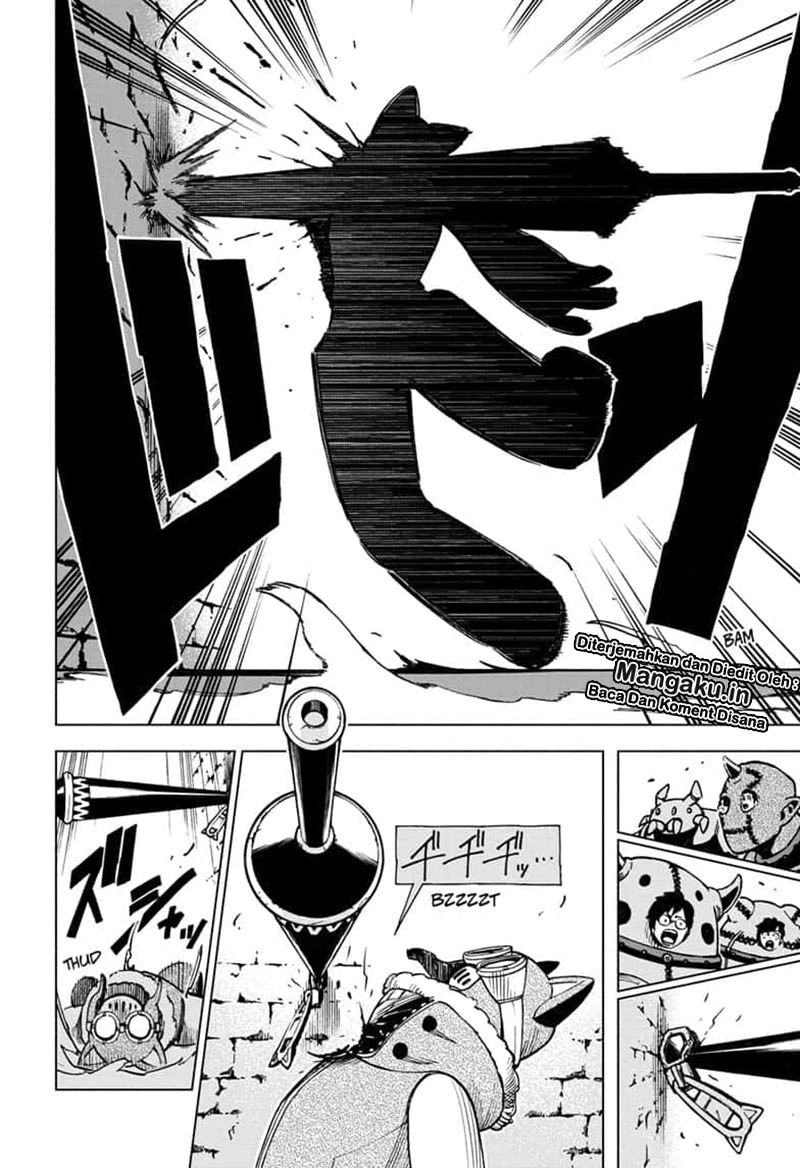 BAM
Diterjemahkan dan Diedit Oleh :
Mangaku.in
Baca Dan Koment Disana
ギギギッ...
BZZZZT
ズシャッ
THUD